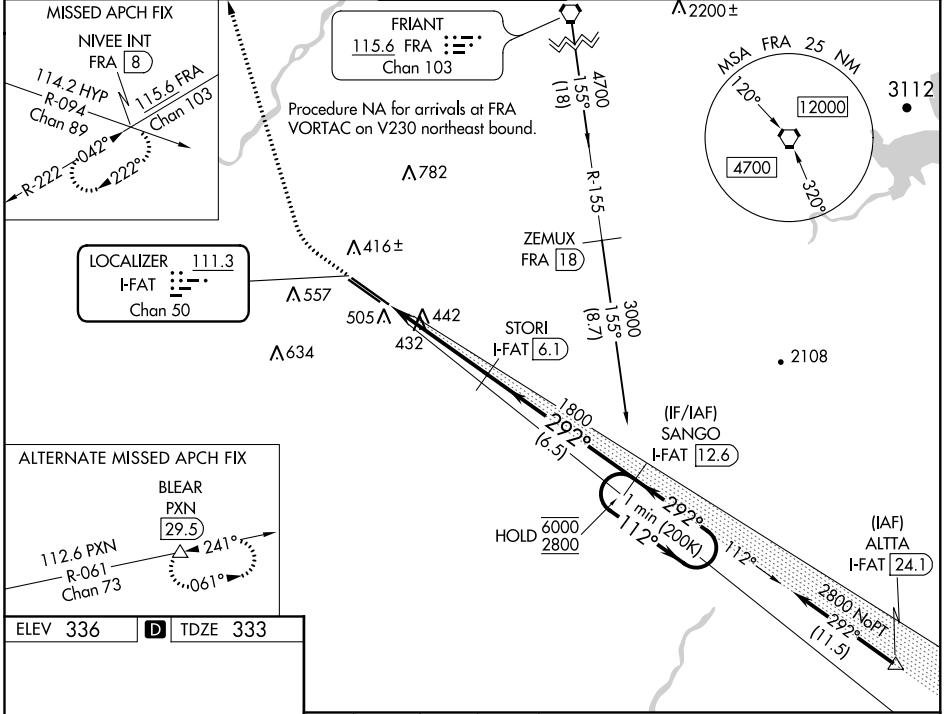 MISSED APCH FIX
NIVEE INT
FRA 8
114.2 HYP
R-094
Chan 89
115.6 FRA
Chan 103
R-222
042°
222°
FRIANT
115.6 FRA
Chan 103
Procedure NA for arrivals at FRA
VORTAC on V230 northeast bound.
4700
155°
(18)
R-155
ZEMUX
FRA 18
3000
155°
(8.7)
2200±
MSA FRA 25 NM
120°
12000
4700
320°
3112
782
416±
LOCALIZER 111.3
I-FAT
Chan 50
557
505
442
432
634
STORI
I-FAT 6.1
2108
1800
292°
(6.5)
(IF/IAF)
SANGO
I-FAT 12.6
HOLD 6000
2800
292°
1 min (200K)
112°
112°
(IAF)
ALTTA
I-FAT 24.1
2800 NoPT
292°
(11.5)
ALTERNATE MISSED APCH FIX
BLEAR
PXN
29.5
112.6 PXN
R-061
Chan 73
241°
061°
ELEV 336 D TDZE 333